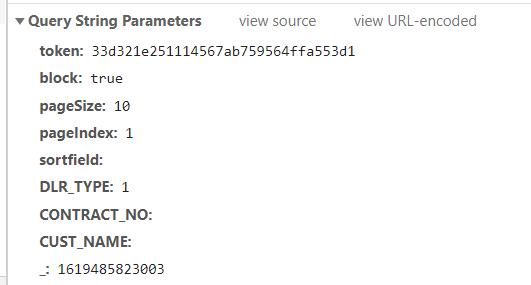 ▼ Query String Parameters view source view URL-encoded
token: 33d321e251114567ab759564ffa553d1
block: true
pageSize: 10
pageIndex: 1
sortfield:
DLR_TYPE: 1
CONTRACT_NO:
CUST_NAME:
_: 1619485823003